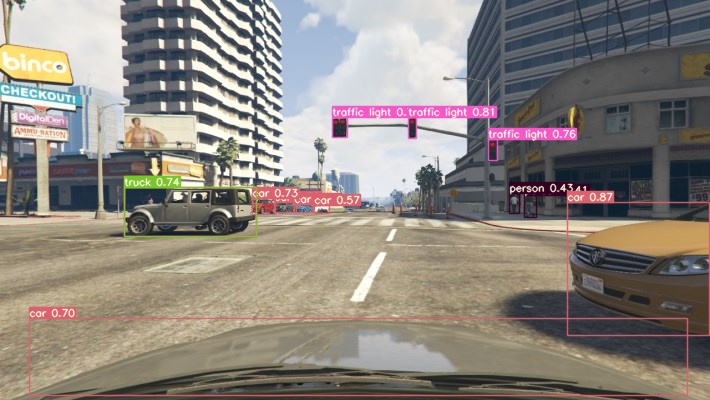 binco
CHECKOUT!
DigitalDen
AMMU-NATION
traffic light 0.
traffic light 0.81
traffic light 0.76
truck 0.74
car 0.73
car 0.57
person 0.43
car 0.87
car 0.70